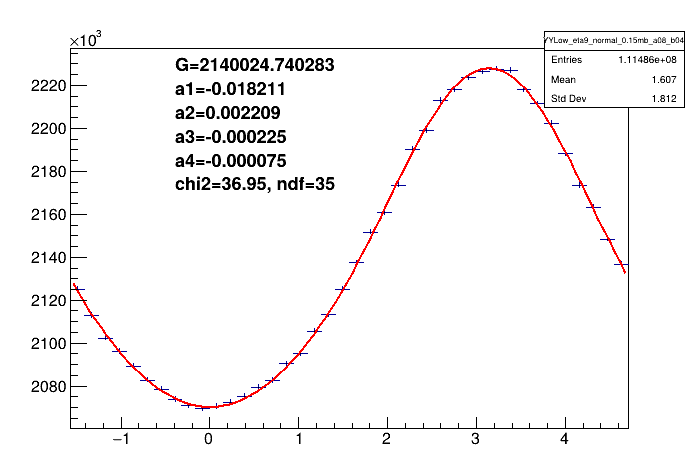 ×10³
G=2140024.740283
a1=-0.018211
a2=0.002209
a3=-0.000225
a4=-0.000075
chi2=36.95, ndf=35
YLow_eta9_normal_0.15mb_a08_b04
Entries 1.11486e+08
Mean 1.607
Std Dev 1.812
2220
2200
2180
2160
2140
2120
2100
2080
−1 0 1 2 3 4